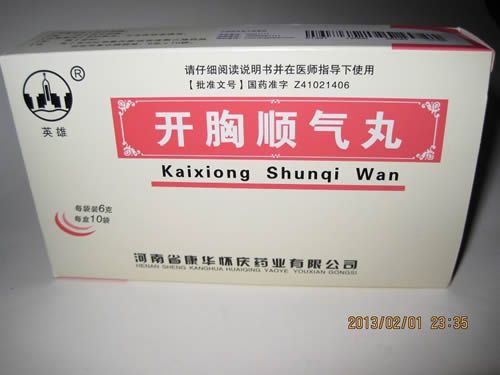 请仔细阅读说明书并在医师指导下使用
【批准文号】国药准字 Z41021406
®
英雄
开胸顺气丸
Kaixiong Shunqi Wan
每袋装6克
每盒10袋
河南省康华怀庆药业有限公司
HENAN SHENG KANGHUA HUAIQING YAOYE YOUXIAN GONGSI
2013/02/01 23:35